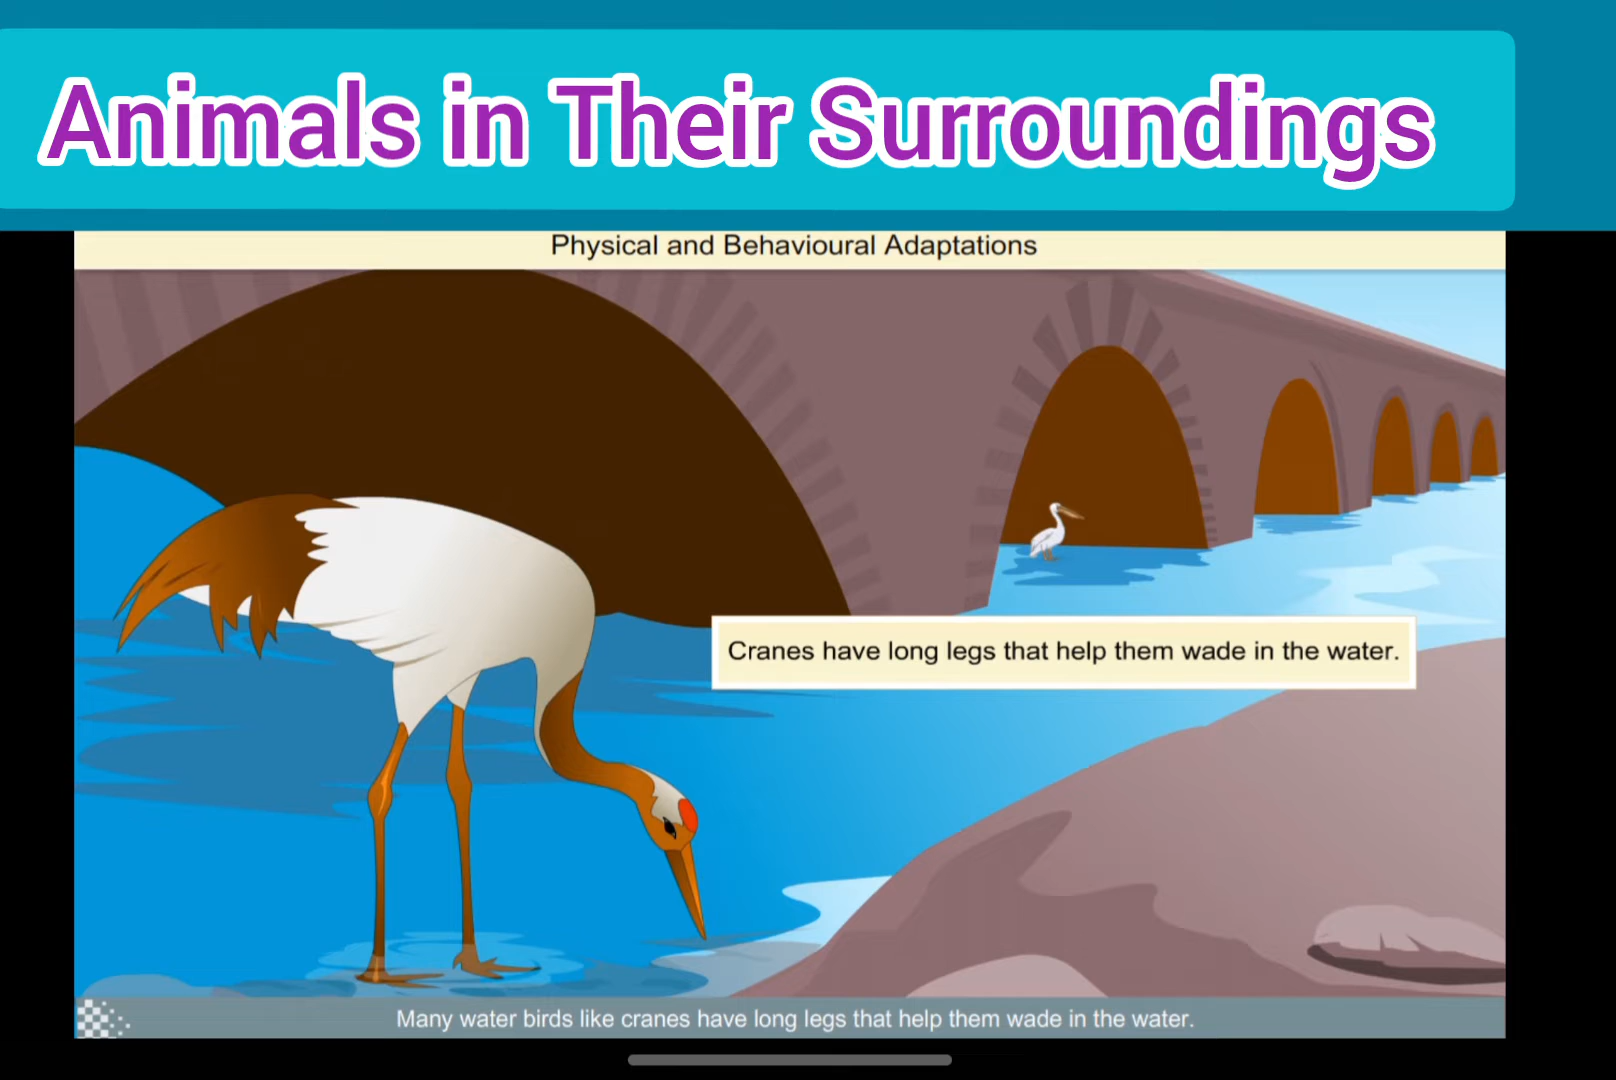 Animals in Their Surroundings
Physical and Behavioural Adaptations
Cranes have long legs that help them wade in the water.
Many water birds like cranes have long legs that help them wade in the water.